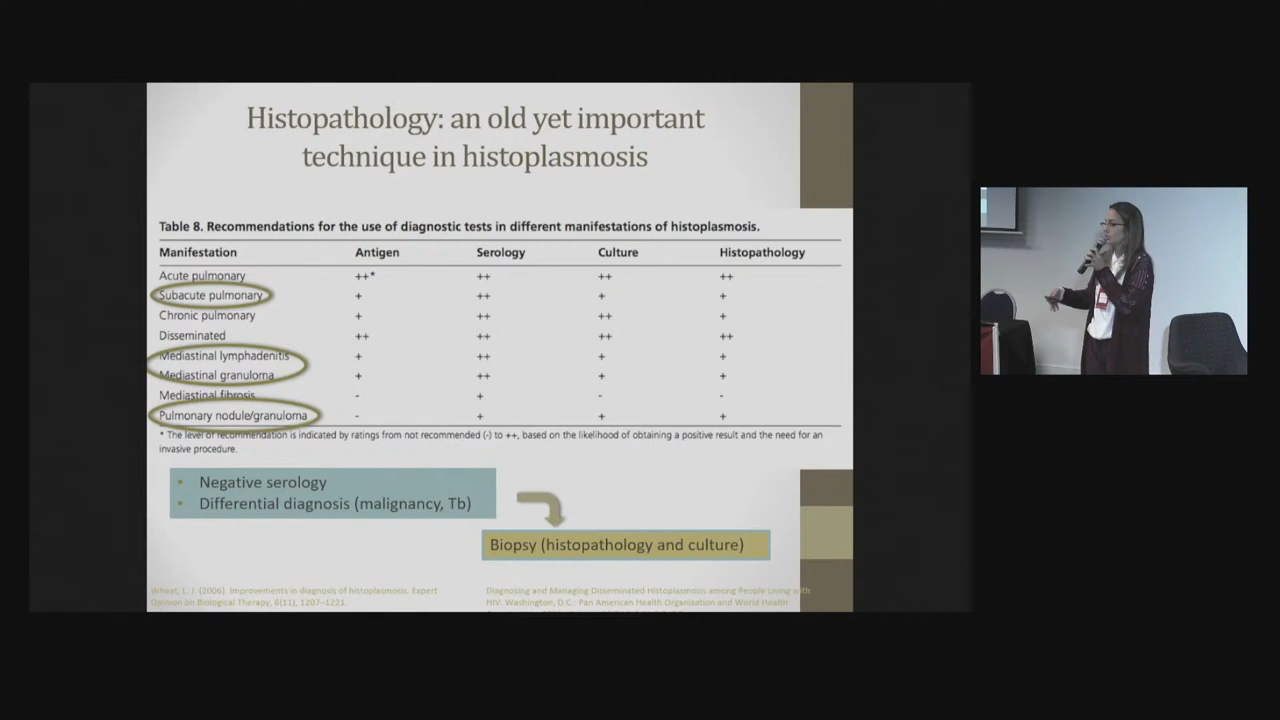 Histopathology: an old yet important
technique in histoplasmosis
Table 8. Recommendations for the use of diagnostic tests in different manifestations of histoplasmosis.
Manifestation Antigen Serology Culture Histopathology
Acute pulmonary ++* ++ ++ ++
Subacute pulmonary + ++ + +
Chronic pulmonary + ++ ++ +
Disseminated ++ ++ ++ ++
Mediastinal lymphadenitis + ++ + +
Mediastinal granuloma + ++ + +
Mediastinal fibrosis - + - -
Pulmonary nodule/granuloma - + + +
* The level of recommendation is indicated by ratings from not recommended (-) to ++, based on the likelihood of obtaining a positive result and the need for an
invasive procedure.
• Negative serology
• Differential diagnosis (malignancy, Tb)
Biopsy (histopathology and culture)
Wheat, L. J. (2006). Improvements in diagnosis of histoplasmosis. Expert
Opinion on Biological Therapy, 6(11), 1207–1221.
Diagnosing and Managing Disseminated Histoplasmosis among People Living with
HIV. Washington, D.C.: Pan American Health Organisation and World Health